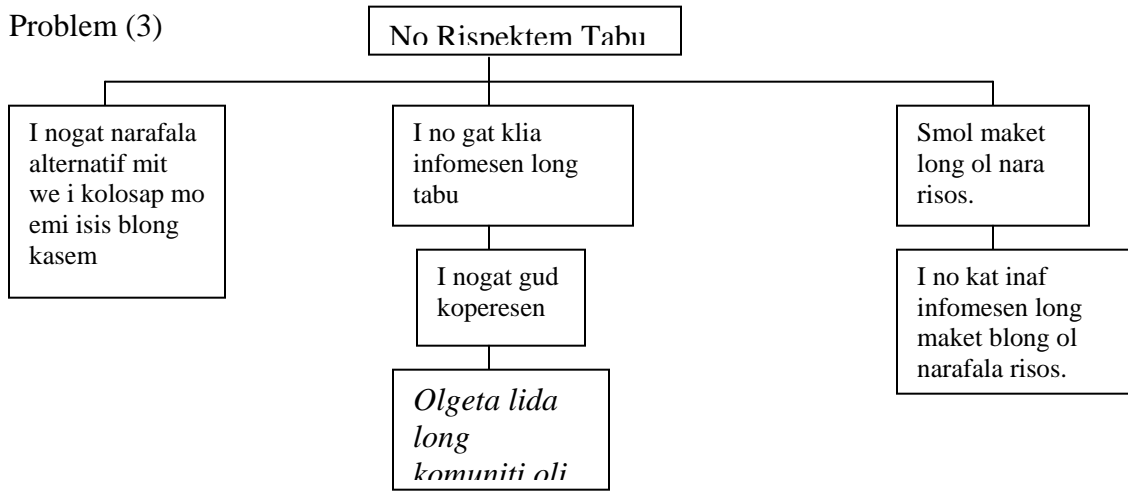 Problem (3)
No Rispektem Tabu
I nogat narafala
alternatif mit
we i kolosap mo
emi isis blong
kasem
I no gat klia
infomesen long
tabu
I nogat gud
koperesen
Olgeta lida
long
komuniti oli
Smol maket
long ol nara
risos.
I no kat inaf
infomesen long
maket blong ol
narafala risos.